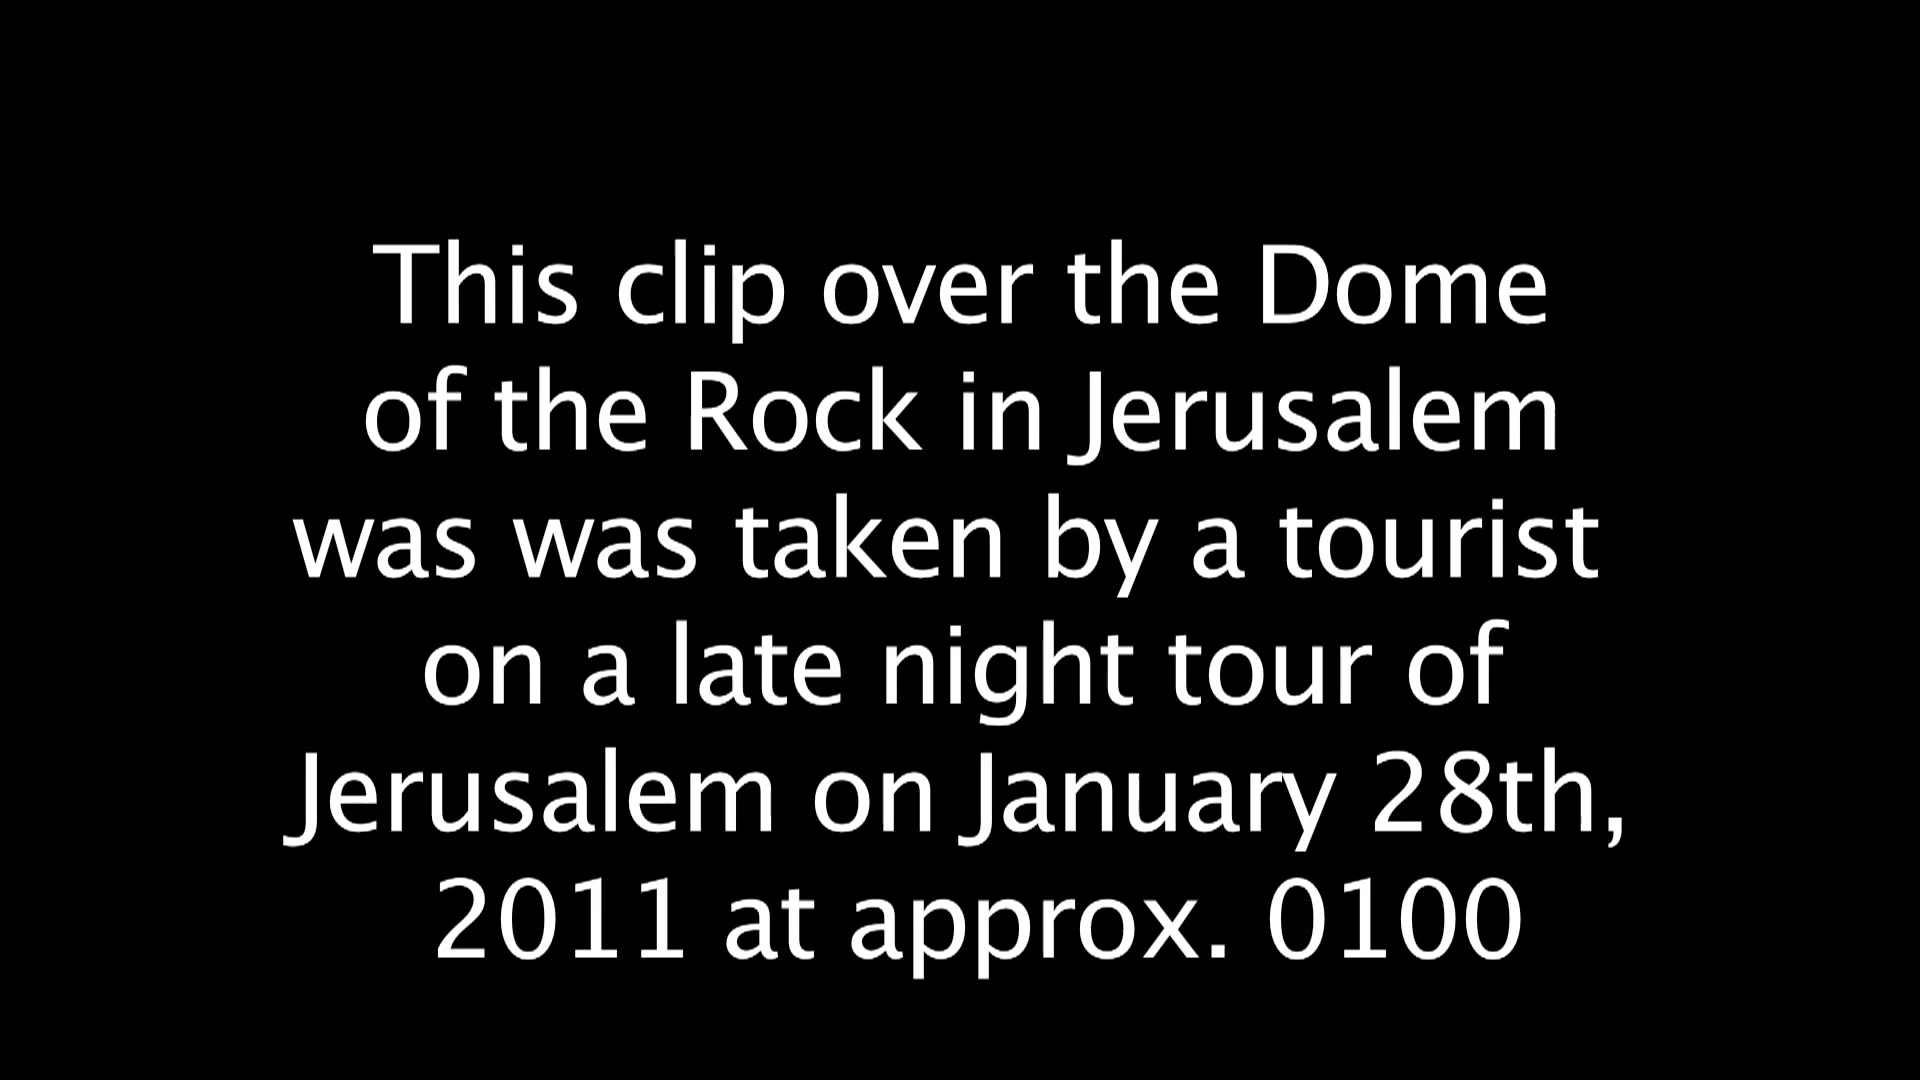 This clip over the Dome
of the Rock in Jerusalem
was was taken by a tourist
on a late night tour of
Jerusalem on January 28th,
2011 at approx. 0100